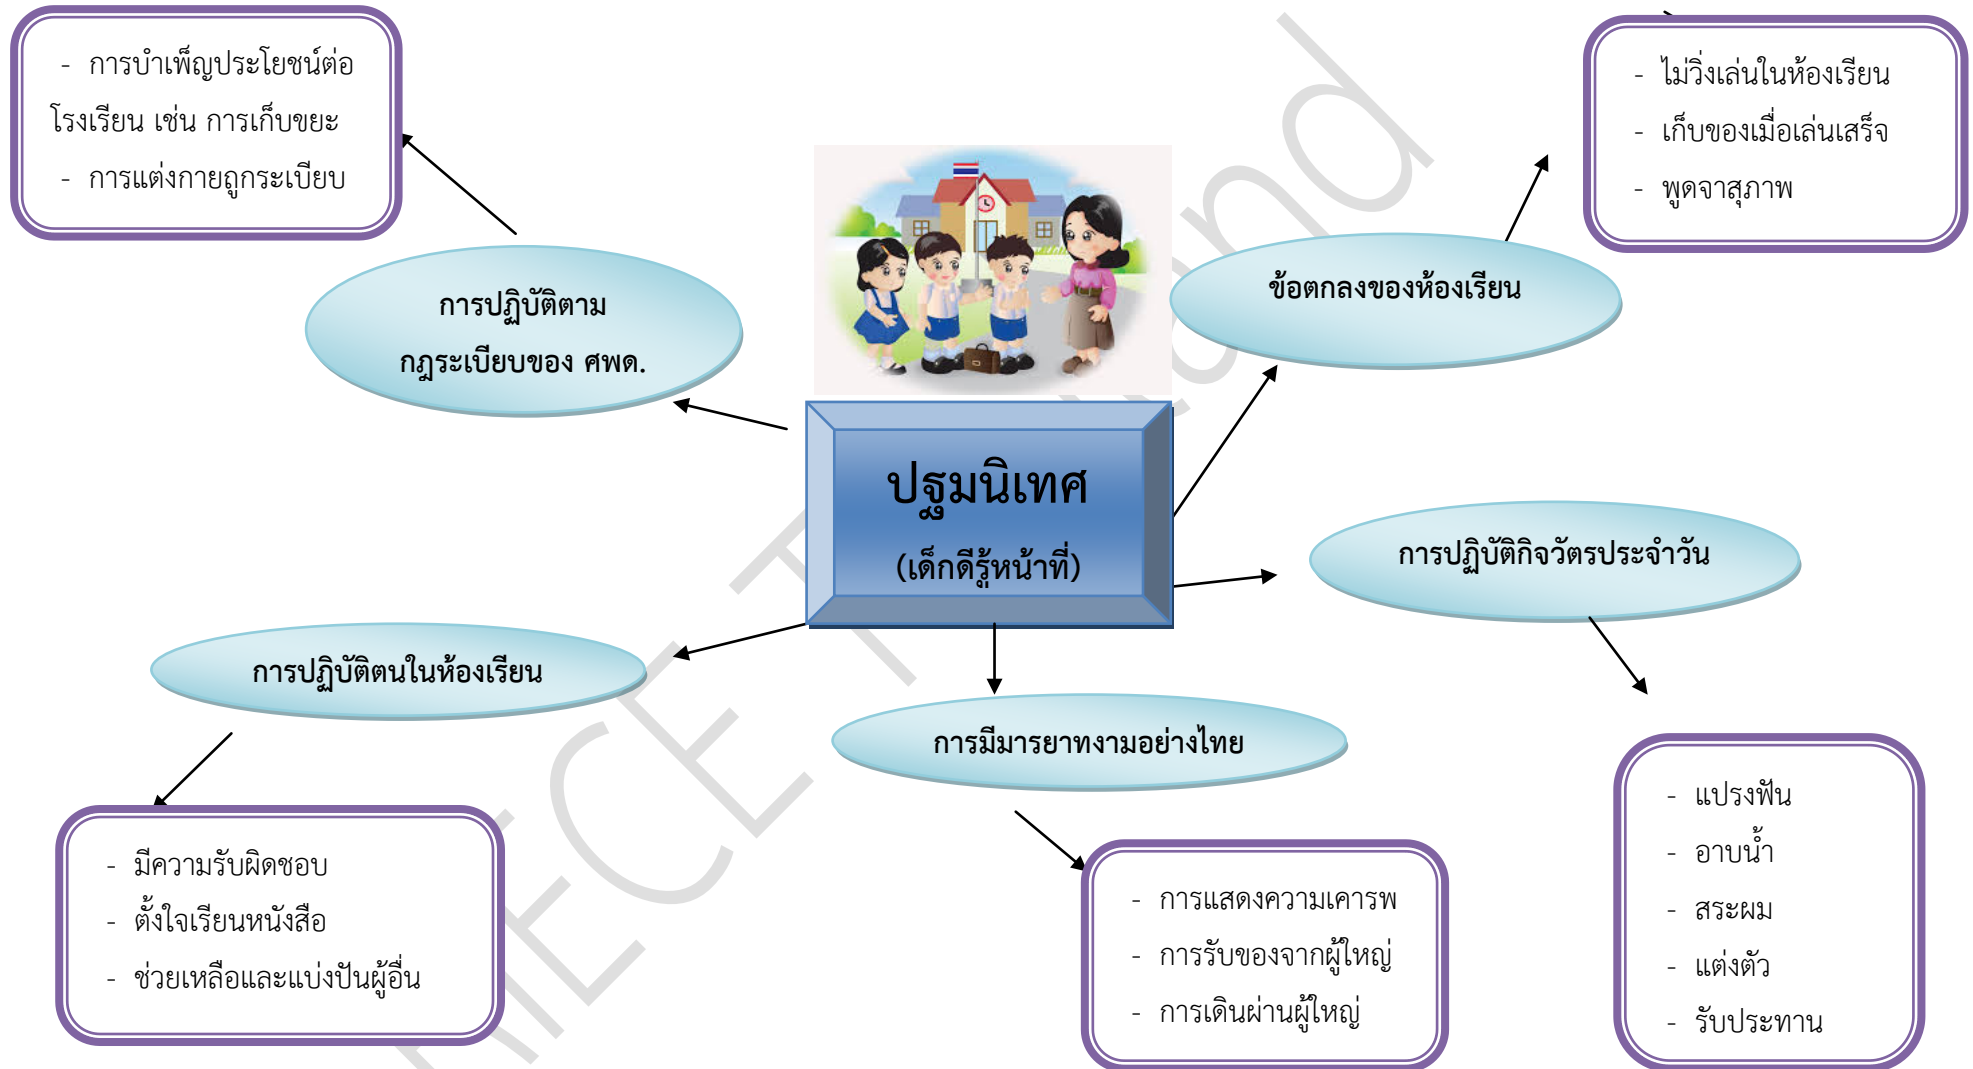 - การบำเพ็ญประโยชน์ต่อ
โรงเรียน เช่น การเก็บขยะ
- การแต่งกายถูกระเบียบ
- ไม่วิ่งเล่นในห้องเรียน
- เก็บของเมื่อเล่นเสร็จ
- พูดจาสุภาพ
การปฏิบัติตาม
กฎระเบียบของ ศพด.
ข้อตกลงของห้องเรียน
ปฐมนิเทศ
(เด็กดีรู้หน้าที่)
การปฏิบัติกิจวัตรประจำวัน
การปฏิบัติตนในห้องเรียน
การมีมารยาทงามอย่างไทย
- มีความรับผิดชอบ
- ตั้งใจเรียนหนังสือ
- ช่วยเหลือและแบ่งปันผู้อื่น
- การแสดงความเคารพ
- การรับของจากผู้ใหญ่
- การเดินผ่านผู้ใหญ่
- แปรงฟัน
- อาบน้ำ
- สระผม
- แต่งตัว
- รับประทาน